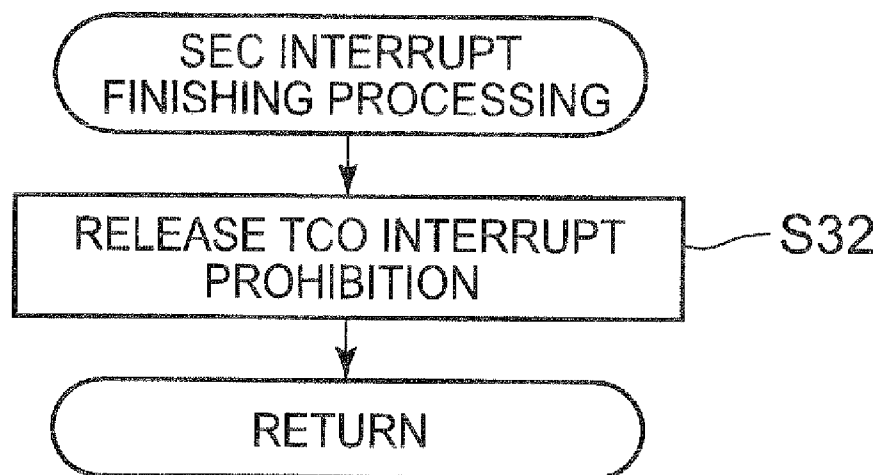 SEC INTERRUPT
FINISHING PROCESSING
RELEASE TCO INTERRUPT
PROHIBITION
S32
RETURN